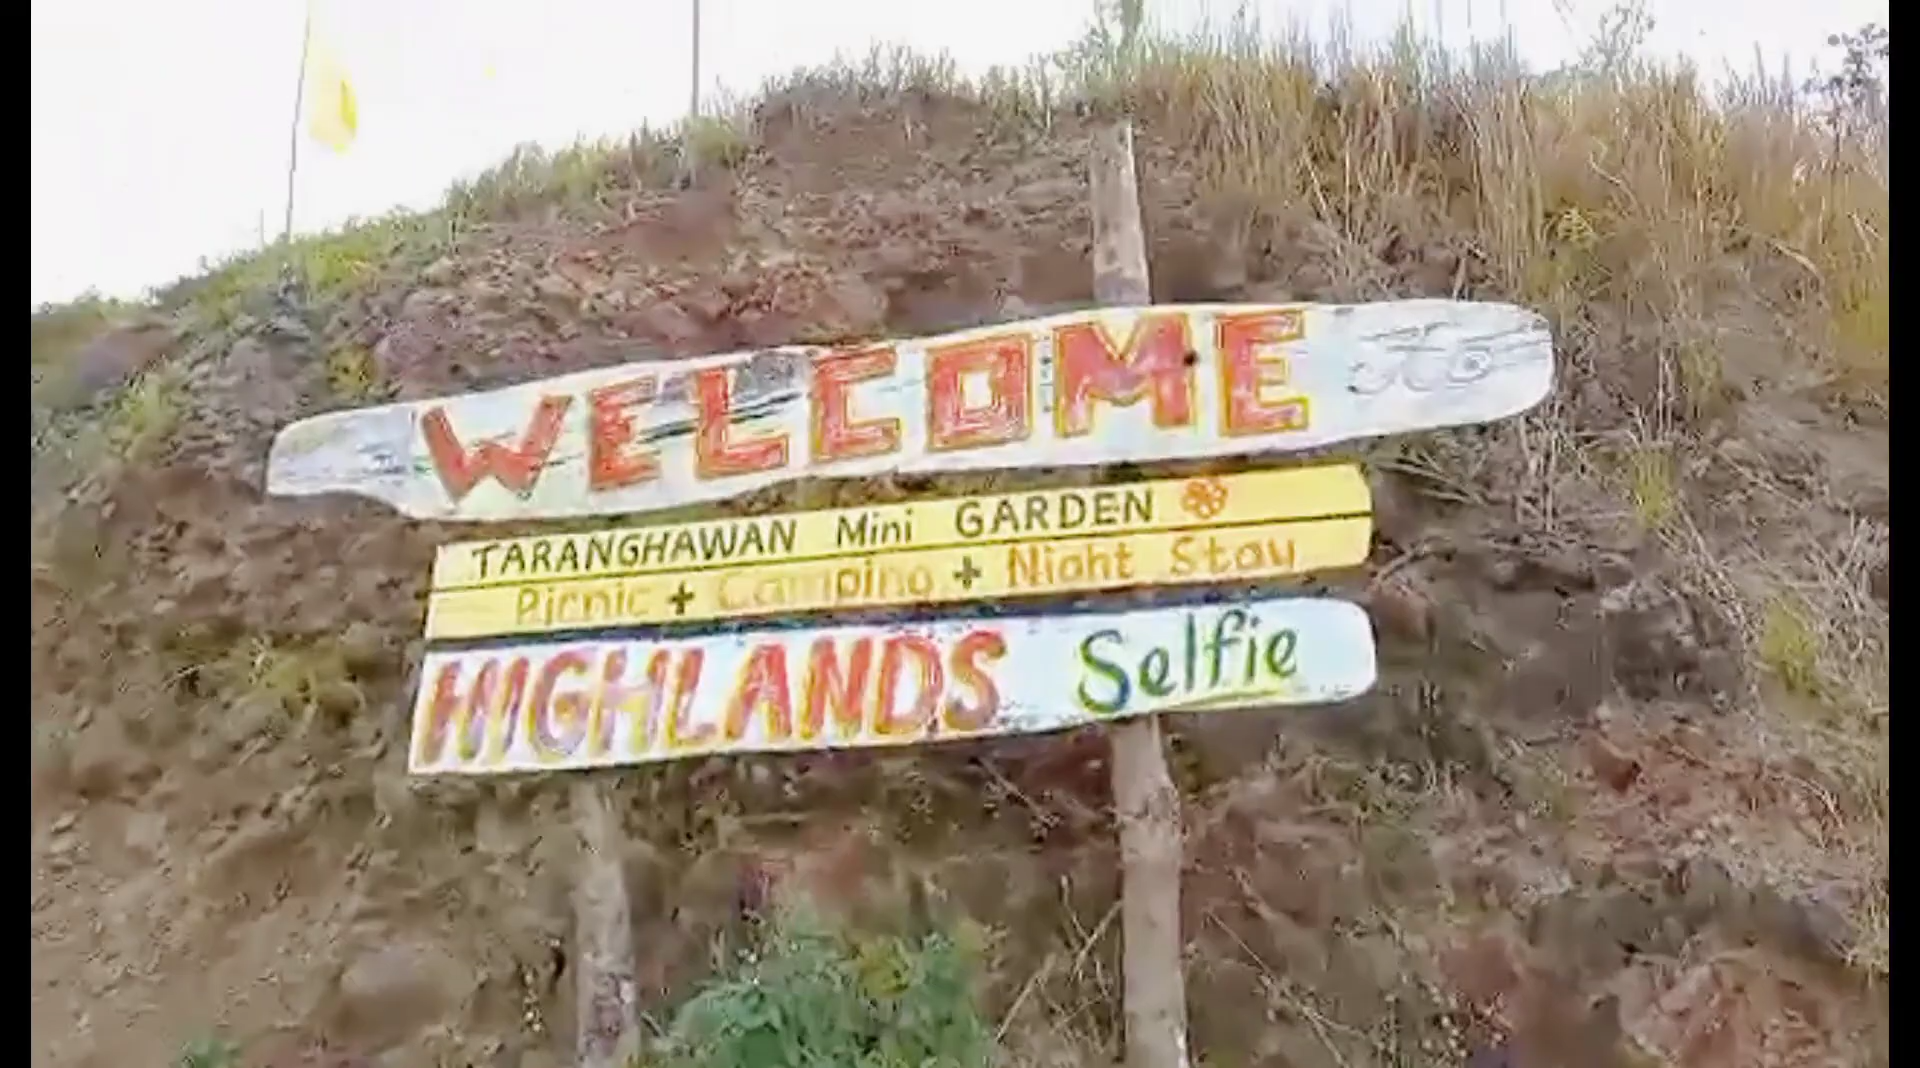 WELCOME
TARANGHAWAN Mini GARDEN
Picnic + Camping + Night Stay
HIGHLANDS Selfie